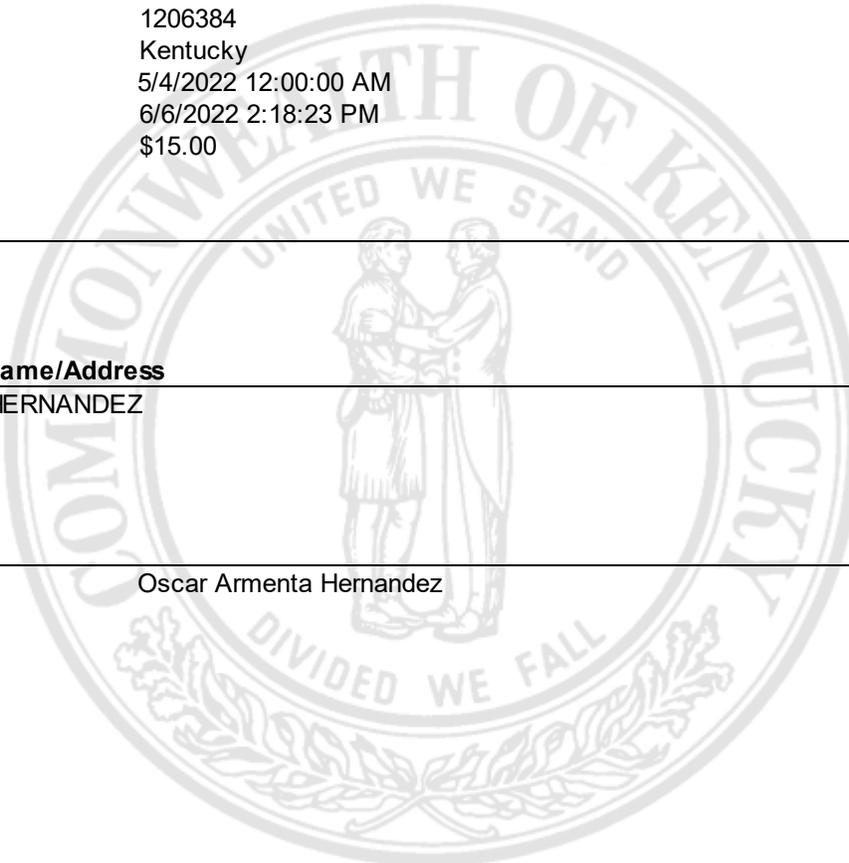 1206384
Kentucky
5/4/2022 12:00:00 AM
6/6/2022 2:18:23 PM
$15.00
COMMONWEALTH OF KENTUCKY
UNITED WE STAND
ame/Address
HERNANDEZ
Oscar Armenta Hernandez
DIVIDED WE FALL